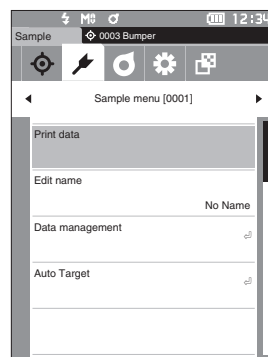 M 12:34
Sample 0003 Bumper
Sample menu [0001]
Print data
Edit name
No Name
Data management
Auto Target